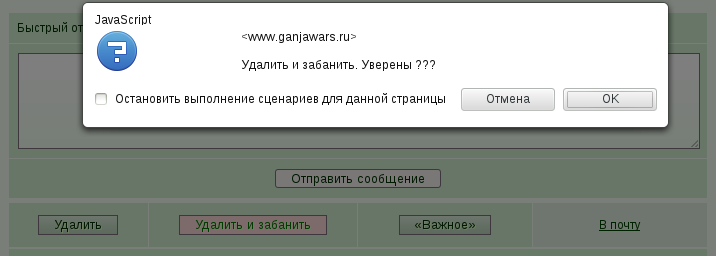 JavaScript
<www.ganjawars.ru>
Удалить и забанить. Уверены ???
Остановить выполнение сценариев для данной страницы
Отмена
OK
Быстрый от
Отправить сообщение
Удалить
Удалить и забанить
«Важное»
В почту